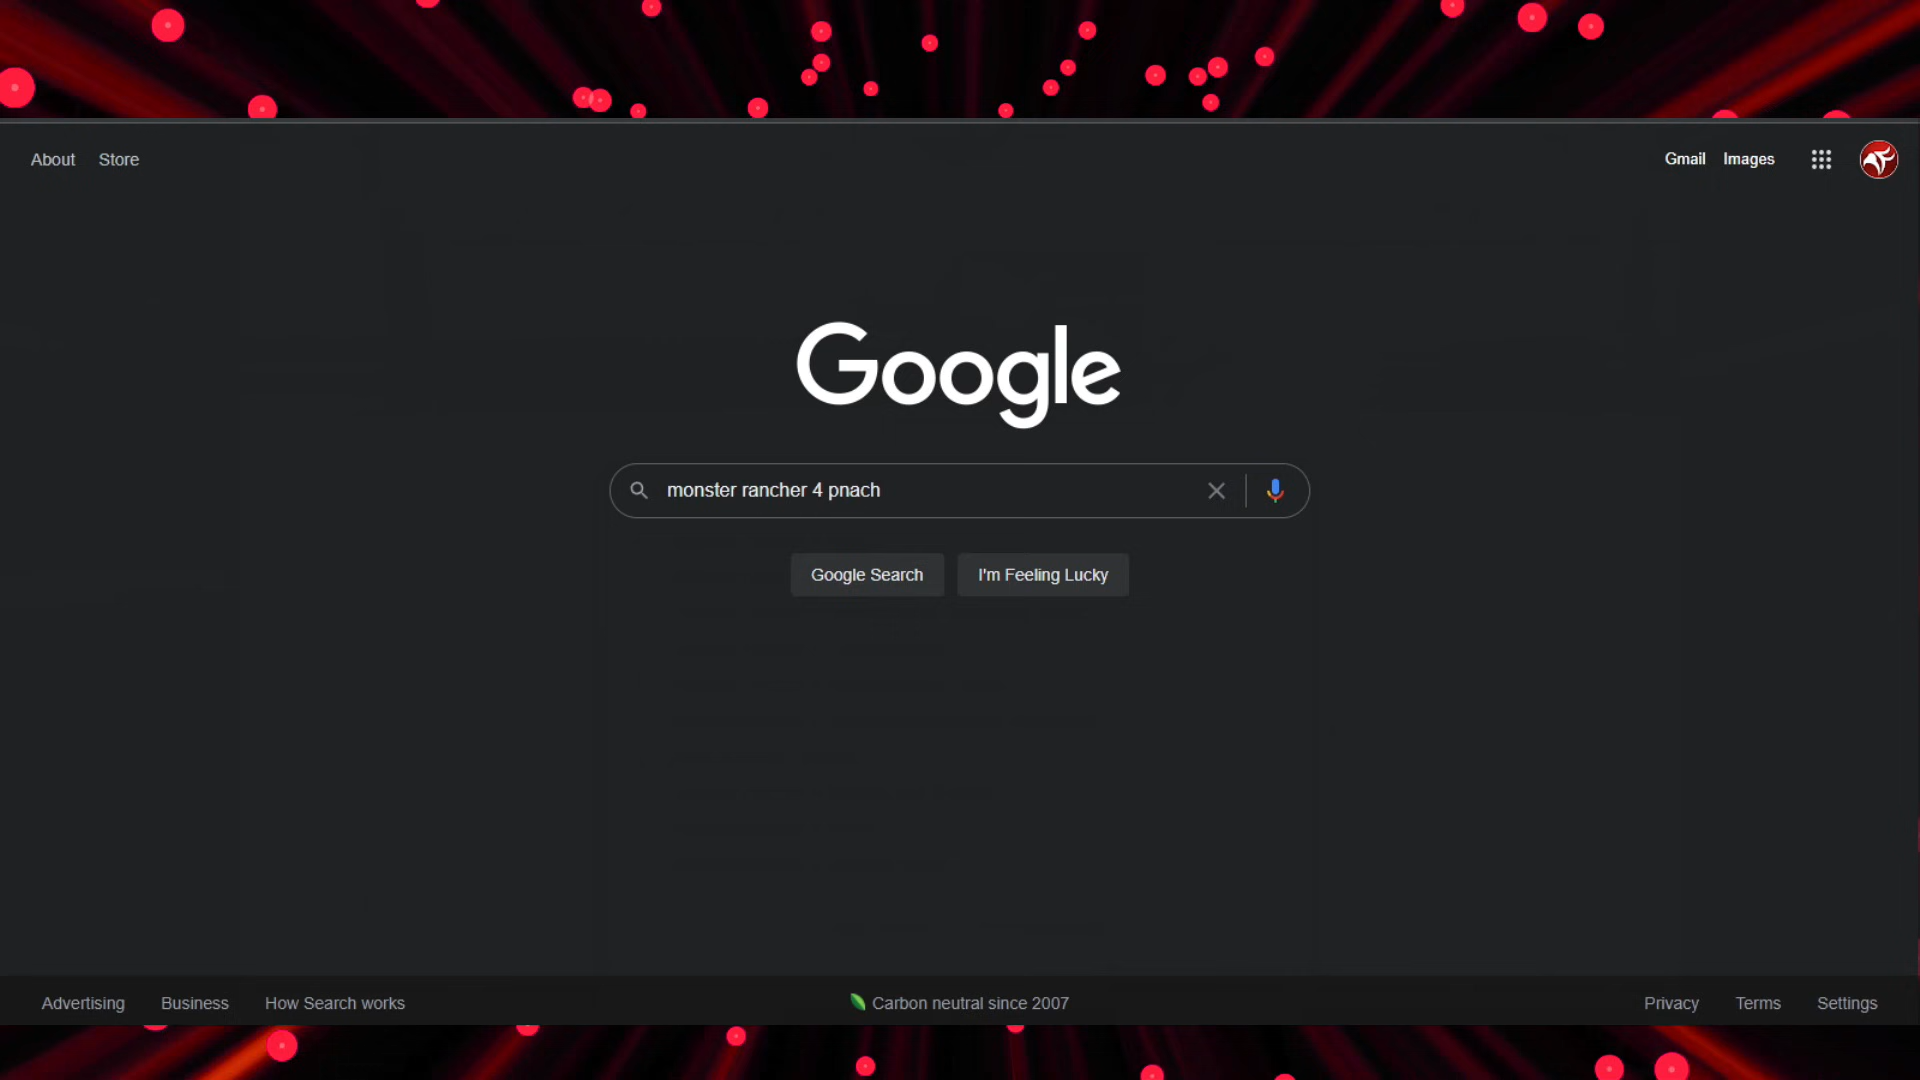 About Store
Gmail Images
Google
monster rancher 4 pnach
Google Search I'm Feeling Lucky
Advertising Business How Search works
Carbon neutral since 2007
Privacy Terms Settings